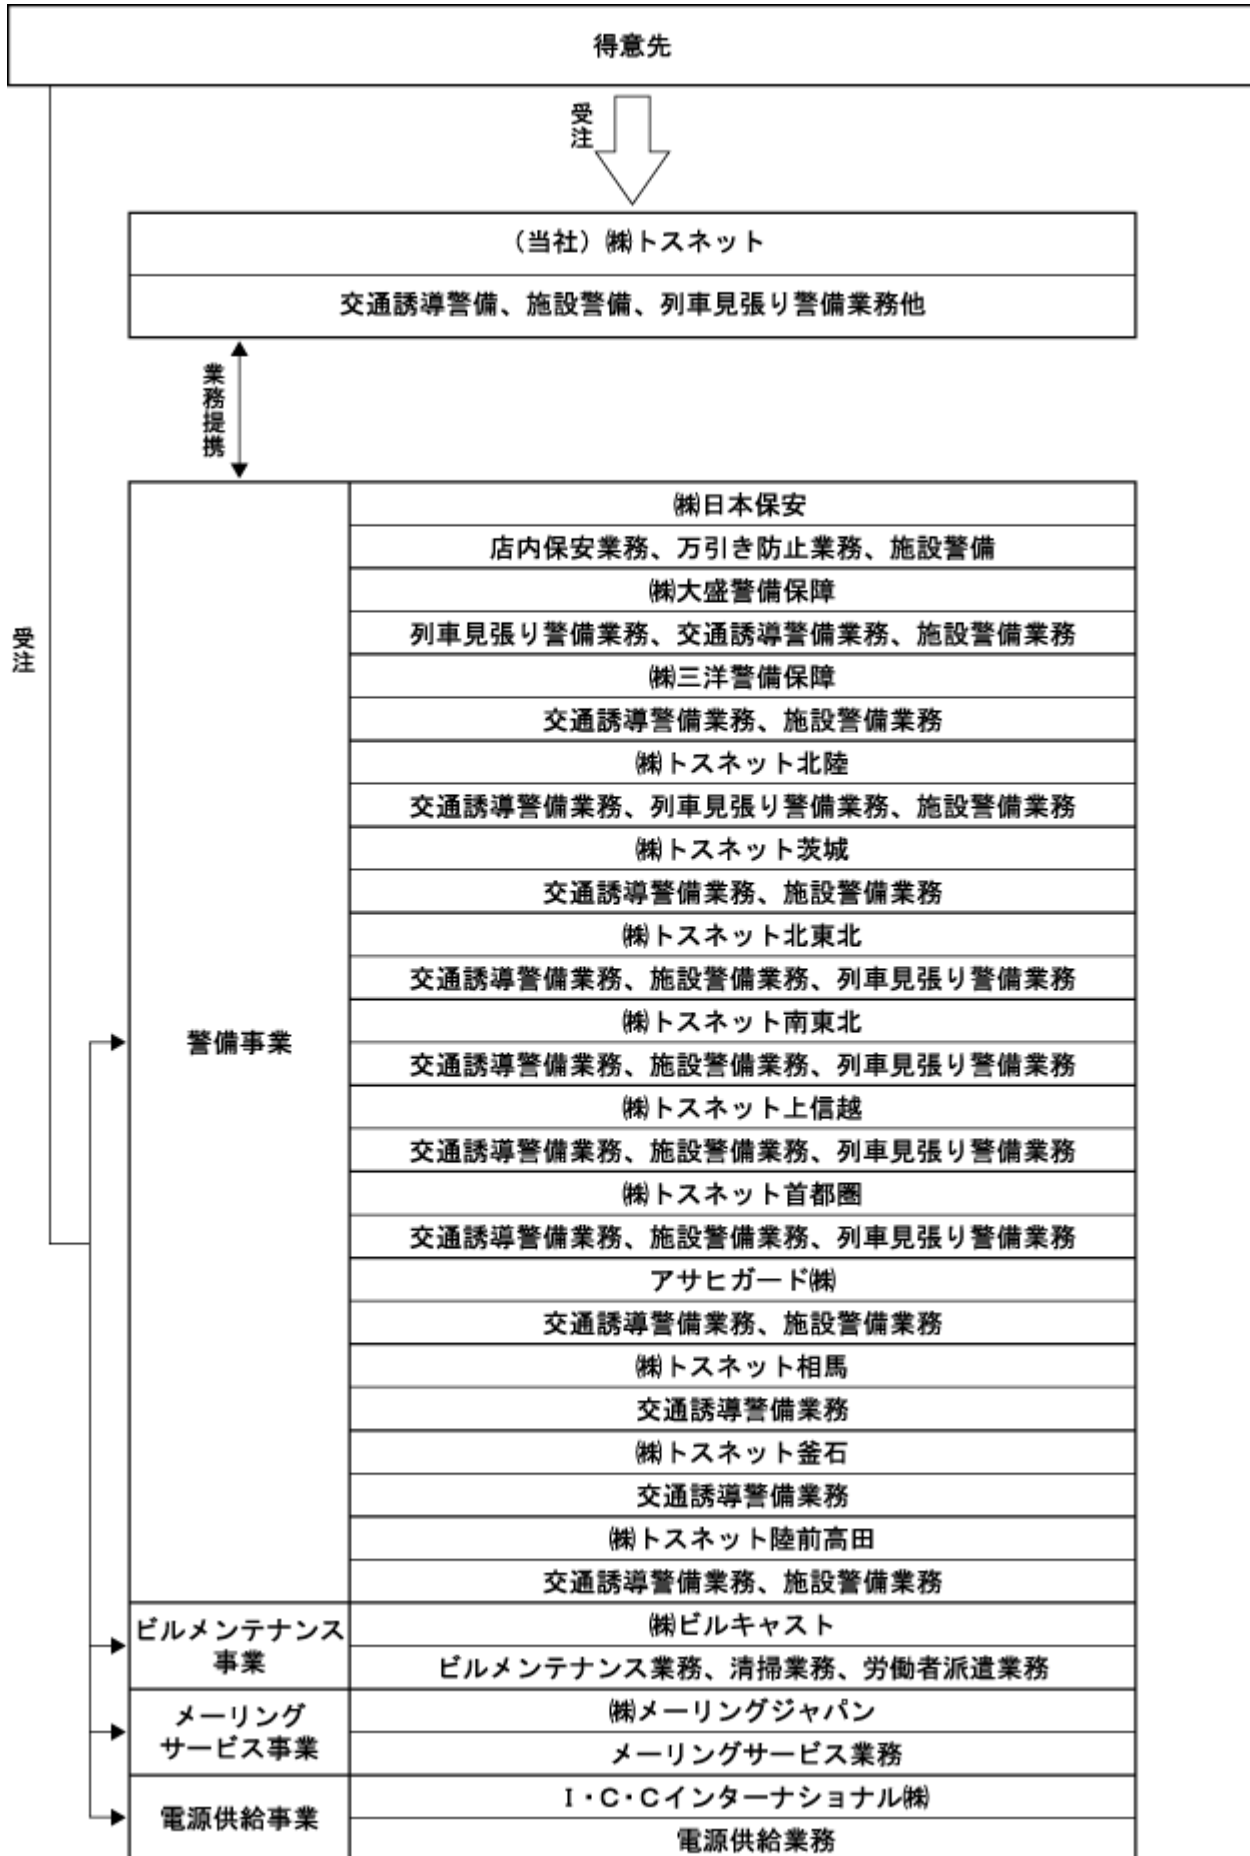 得意先
受注
（当社）㈱トスネット
交通誘導警備、施設警備、列車見張り警備業務他
業務提携
受注
警備事業
㈱日本保安
店内保安業務、万引き防止業務、施設警備
㈱大盛警備保障
列車見張り警備業務、交通誘導警備業務、施設警備業務
㈱三洋警備保障
交通誘導警備業務、施設警備業務
㈱トスネット北陸
交通誘導警備業務、列車見張り警備業務、施設警備業務
㈱トスネット茨城
交通誘導警備業務、施設警備業務
㈱トスネット北東北
交通誘導警備業務、施設警備業務、列車見張り警備業務
㈱トスネット南東北
交通誘導警備業務、施設警備業務、列車見張り警備業務
㈱トスネット上信越
交通誘導警備業務、施設警備業務、列車見張り警備業務
㈱トスネット首都圏
交通誘導警備業務、施設警備業務、列車見張り警備業務
アサヒガード㈱
交通誘導警備業務、施設警備業務
㈱トスネット相馬
交通誘導警備業務
㈱トスネット釜石
交通誘導警備業務
㈱トスネット陸前高田
交通誘導警備業務、施設警備業務
ビルメンテナンス
事業
㈱ビルキャスト
ビルメンテナンス業務、清掃業務、労働者派遣業務
メーリング
サービス事業
㈱メーリングジャパン
メーリングサービス業務
電源供給事業
Ｉ・Ｃ・Ｃインターナショナル㈱
電源供給業務